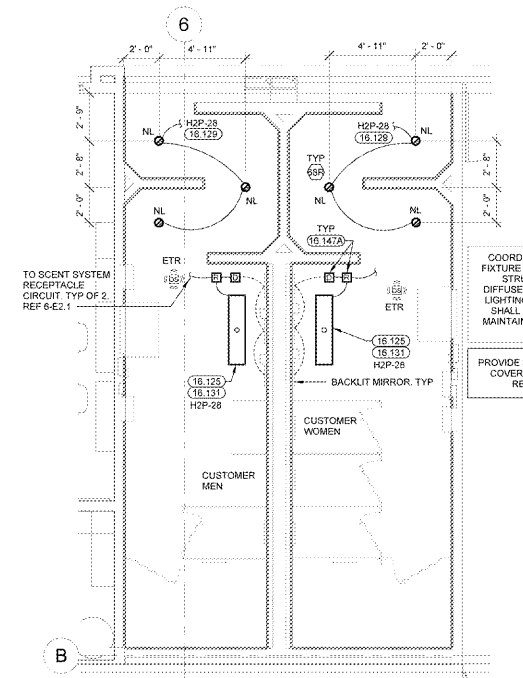 6
2' - 0"
4' - 11"
4' - 11"
2' - 0"
2' - 9"
2' - 8"
2' - 0"
NL
H2P-28
16.129
NL
NL
H2P-28
16.129
NL
TYP
68R
NL
NL
2' - 8"
2' - 0"
TYP
16.147A
ETR
TO SCENT SYSTEM
RECEPTACLE
CIRCUIT. TYP OF 2.
REF 6-E2.1
ETR
COORD
FIXTURE
STRU
DIFFUSE
LIGHTING
SHALL
MAINTAIN
16.125
16.131
H2P-28
16.125
16.131
H2P-28
BACKLIT MIRROR. TYP
PROVIDE
COVER
RE
CUSTOMER
WOMEN
CUSTOMER
MEN
B